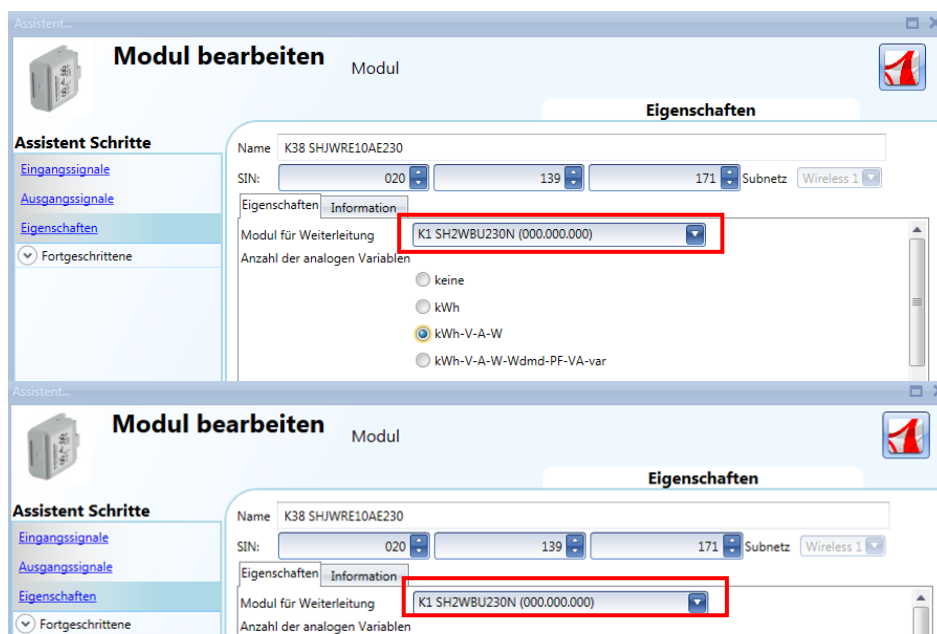 Assistent...
Modul bearbeiten Modul
Eigenschaften
Assistent Schritte
Name K38 SHJWRE10AE230
Eingangssignale
SIN: 020 139 171 Subnetz Wireless 1
Ausgangssignale
Eigenschaften Information
Eigenschaften
Modul für Weiterleitung K1 SH2WBU230N (000.000.000)
Fortgeschrittene
Anzahl der analogen Variablen
keine
kWh
kWh-V-A-W
kWh-V-A-W-Wdmd-PF-VA-var
Assistent...
Modul bearbeiten Modul
Eigenschaften
Assistent Schritte
Name K38 SHJWRE10AE230
Eingangssignale
SIN: 020 139 171 Subnetz Wireless 1
Ausgangssignale
Eigenschaften Information
Eigenschaften
Modul für Weiterleitung K1 SH2WBU230N (000.000.000)
Fortgeschrittene
Anzahl der analogen Variablen